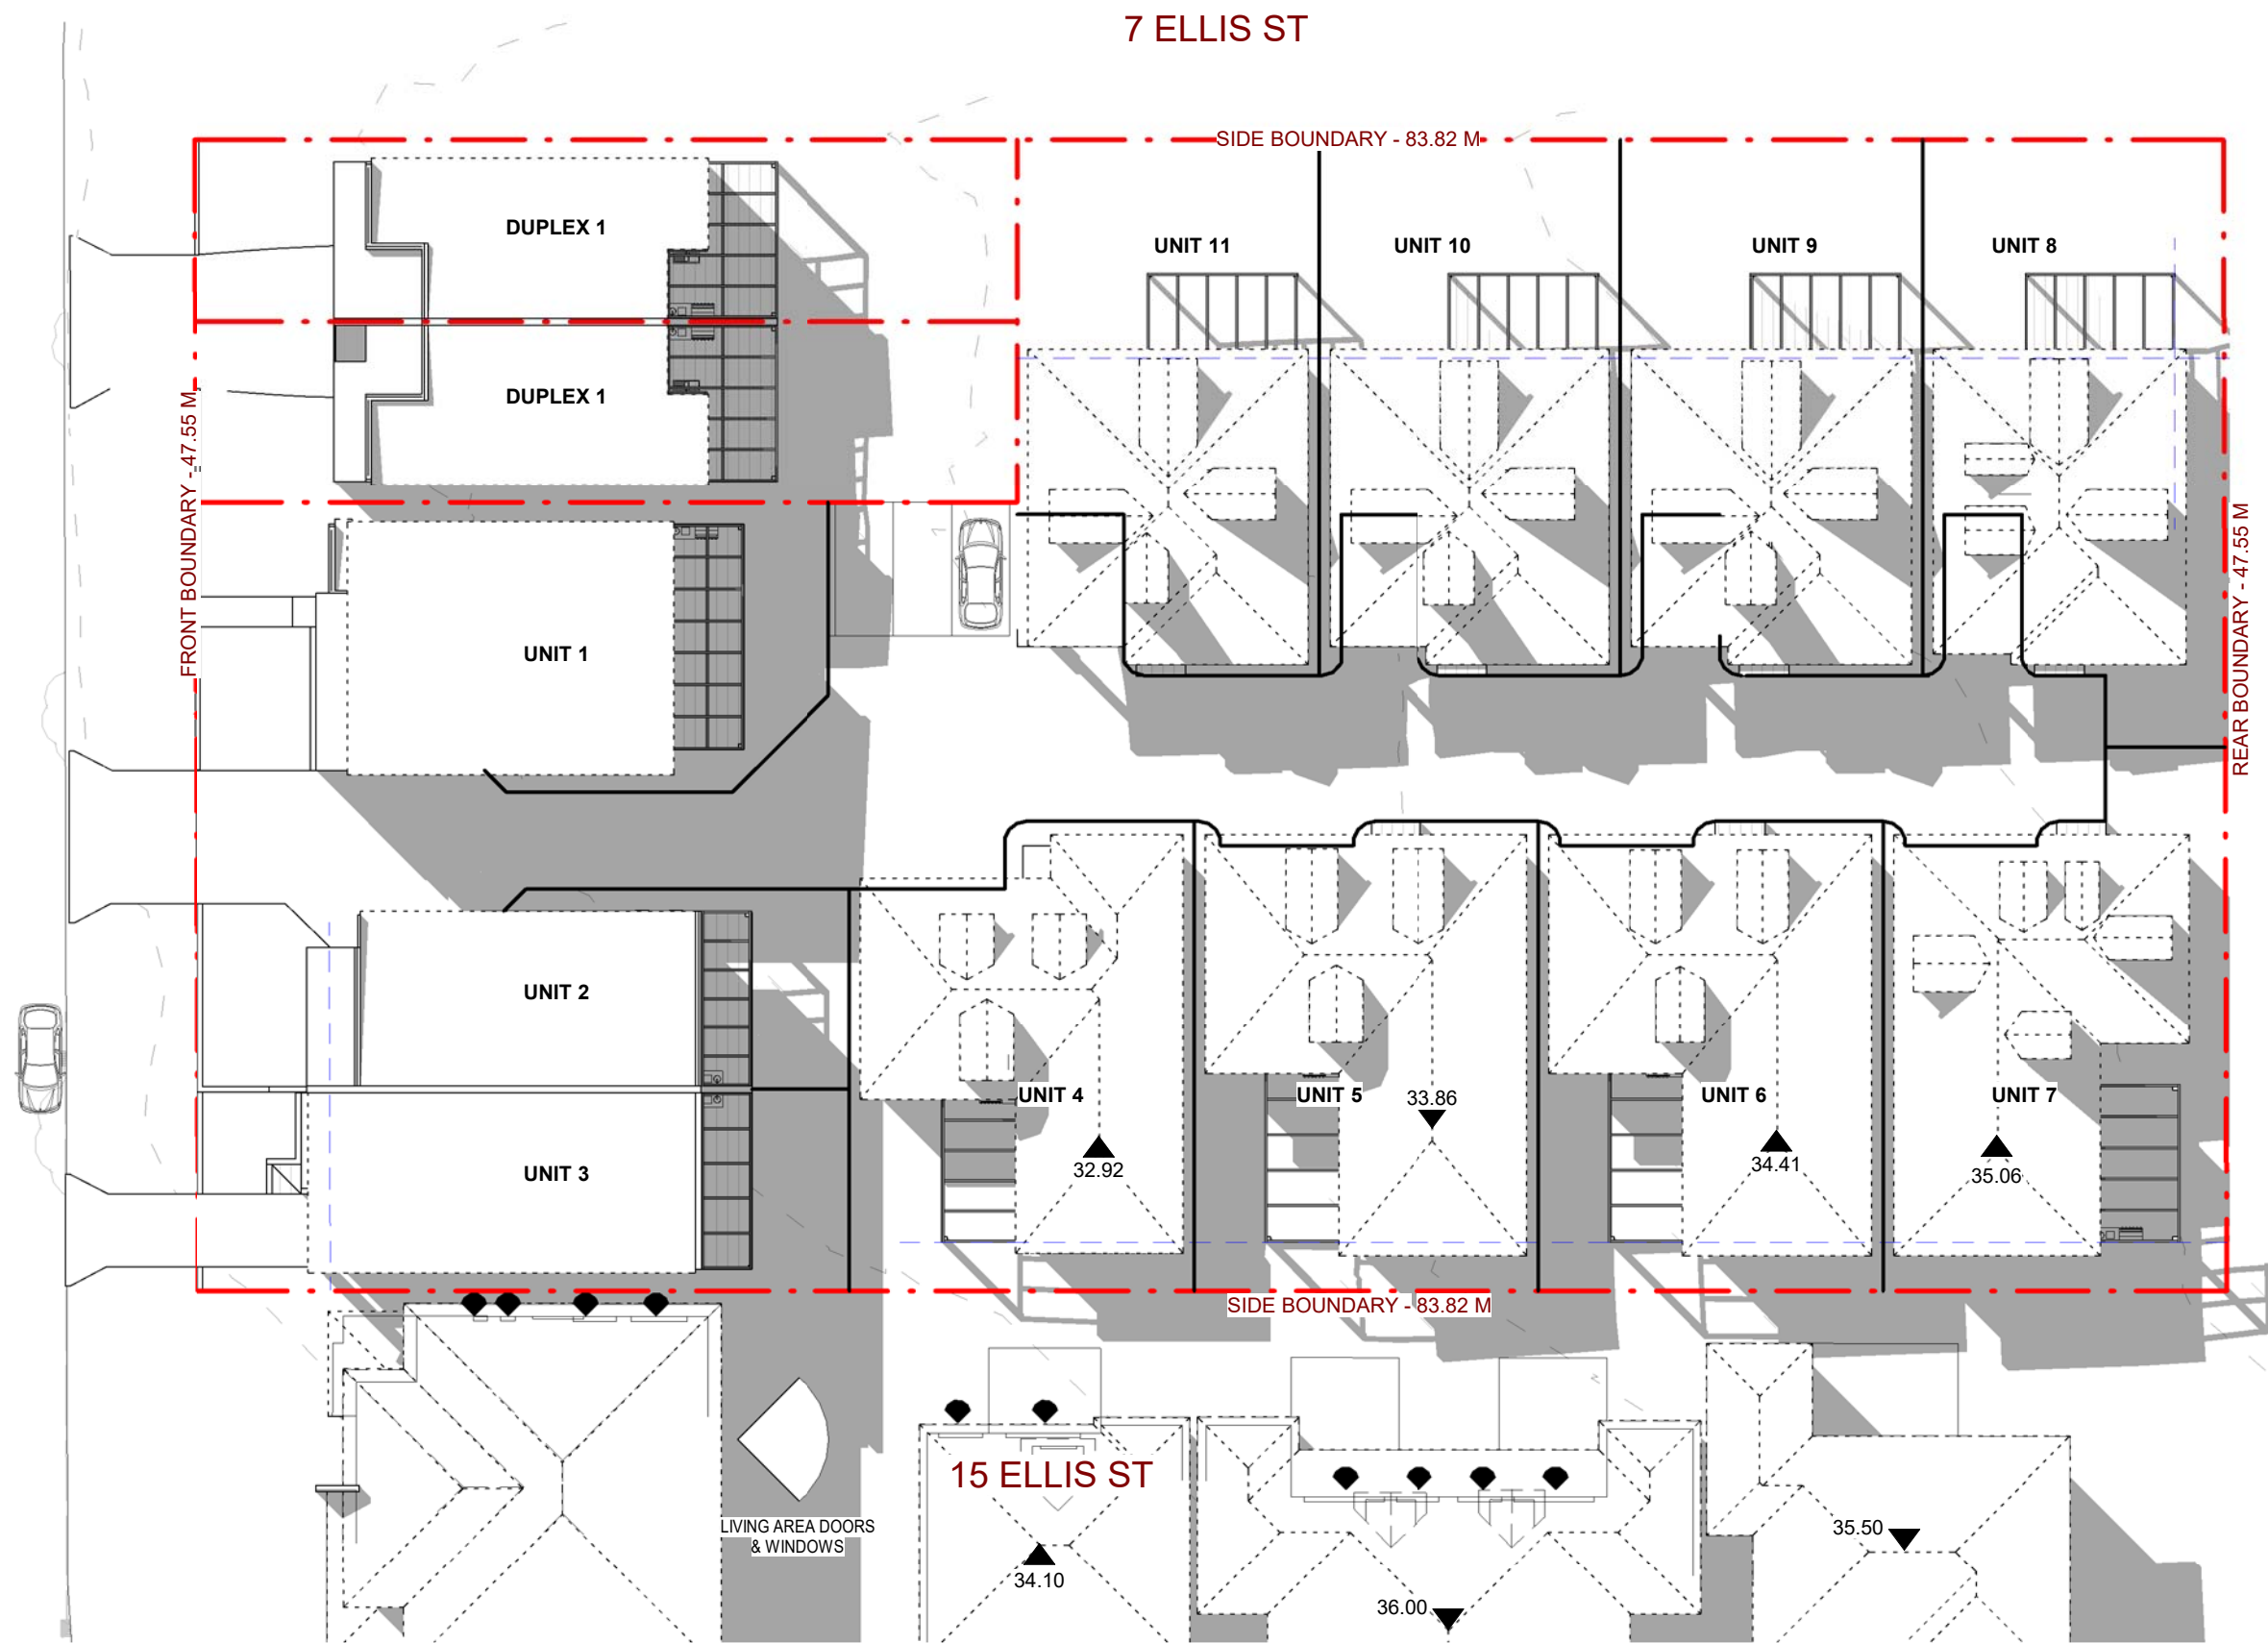 7 ELLIS ST
SIDE BOUNDARY - 83.82 M
DUPLEX 1
UNIT 11
UNIT 10
UNIT 9
UNIT 8
DUPLEX 1
FRONT BOUNDARY - 47.55 M
REAR BOUNDARY - 47.55 M
UNIT 1
UNIT 2
UNIT 3
UNIT 4
UNIT 5
33.86
UNIT 6
UNIT 7
32.92
34.41
35.06
SIDE BOUNDARY - 83.82 M
15 ELLIS ST
LIVING AREA DOORS
& WINDOWS
34.10
36.00
35.50